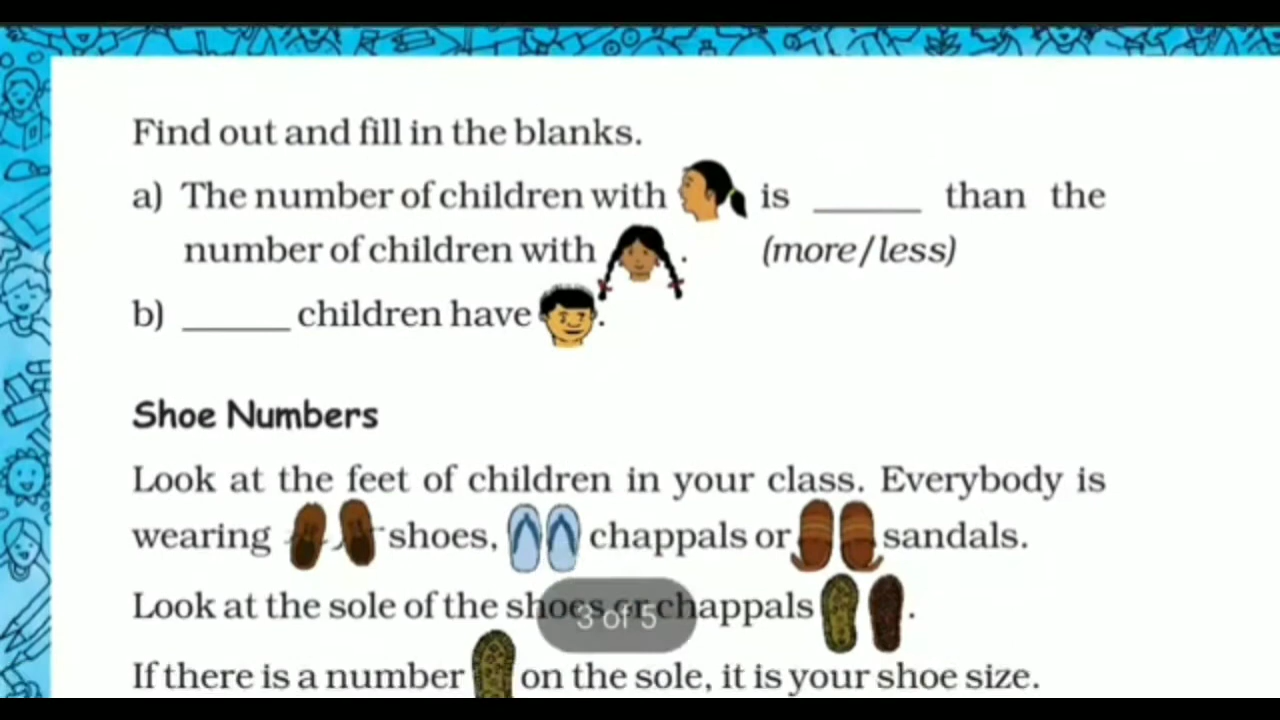 Find out and fill in the blanks.
a) The number of children with is ______ than the
number of children with . (more/less)
b) ______ children have .
Shoe Numbers
Look at the feet of children in your class. Everybody is
wearing shoes, chappals or sandals.
Look at the sole of the shoes or chappals .
3 of 5
If there is a number on the sole, it is your shoe size.